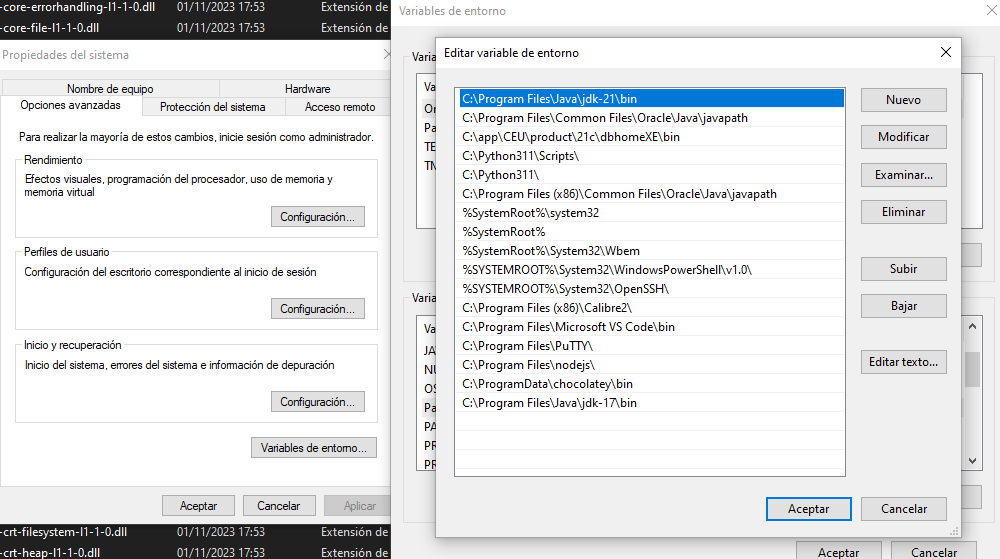 -core-errorhandling-l1-1-0.dll 01/11/2023 17:53 Extensión de
-core-file-l1-1-0.dll 01/11/2023 17:53 Extensión de
Propiedades del sistema
Nombre de equipo Hardware
Opciones avanzadas Protección del sistema Acceso remoto
Para realizar la mayoría de estos cambios, inicie sesión como administrador.
Rendimiento
Efectos visuales, programación del procesador, uso de memoria y
memoria virtual
Configuración...
Perfiles de usuario
Configuración del escritorio correspondiente al inicio de sesión
Configuración...
Inicio y recuperación
Inicio del sistema, errores del sistema e información de depuración
Configuración...
Variables de entorno...
Aceptar Cancelar Aplicar
-crt-filesystem-l1-1-0.dll 01/11/2023 17:53 Extensión de
-crt-heap-l1-1-0.dll 01/11/2023 17:53 Extensión de
Variables de entorno
Varia
Va
On
Pa
TE
TM
Varia
Va
JA
NU
OS
Pa
PA
PR
PR
Aceptar Cancelar
Editar variable de entorno
C:\Program Files\Java\jdk-21\bin
C:\Program Files\Common Files\Oracle\Java\javapath
C:\app\CEU\product\21c\dbhomeXE\bin
C:\Python311\Scripts\
C:\Python311\
C:\Program Files (x86)\Common Files\Oracle\Java\javapath
%SystemRoot%\system32
%SystemRoot%
%SystemRoot%\System32\Wbem
%SYSTEMROOT%\System32\WindowsPowerShell\v1.0\
%SYSTEMROOT%\System32\OpenSSH\
C:\Program Files (x86)\Calibre2\
C:\Program Files\Microsoft VS Code\bin
C:\Program Files\PuTTY\
C:\Program Files\nodejs\
C:\ProgramData\chocolatey\bin
C:\Program Files\Java\jdk-17\bin
Nuevo
Modificar
Examinar...
Eliminar
Subir
Bajar
Editar texto...
Aceptar Cancelar